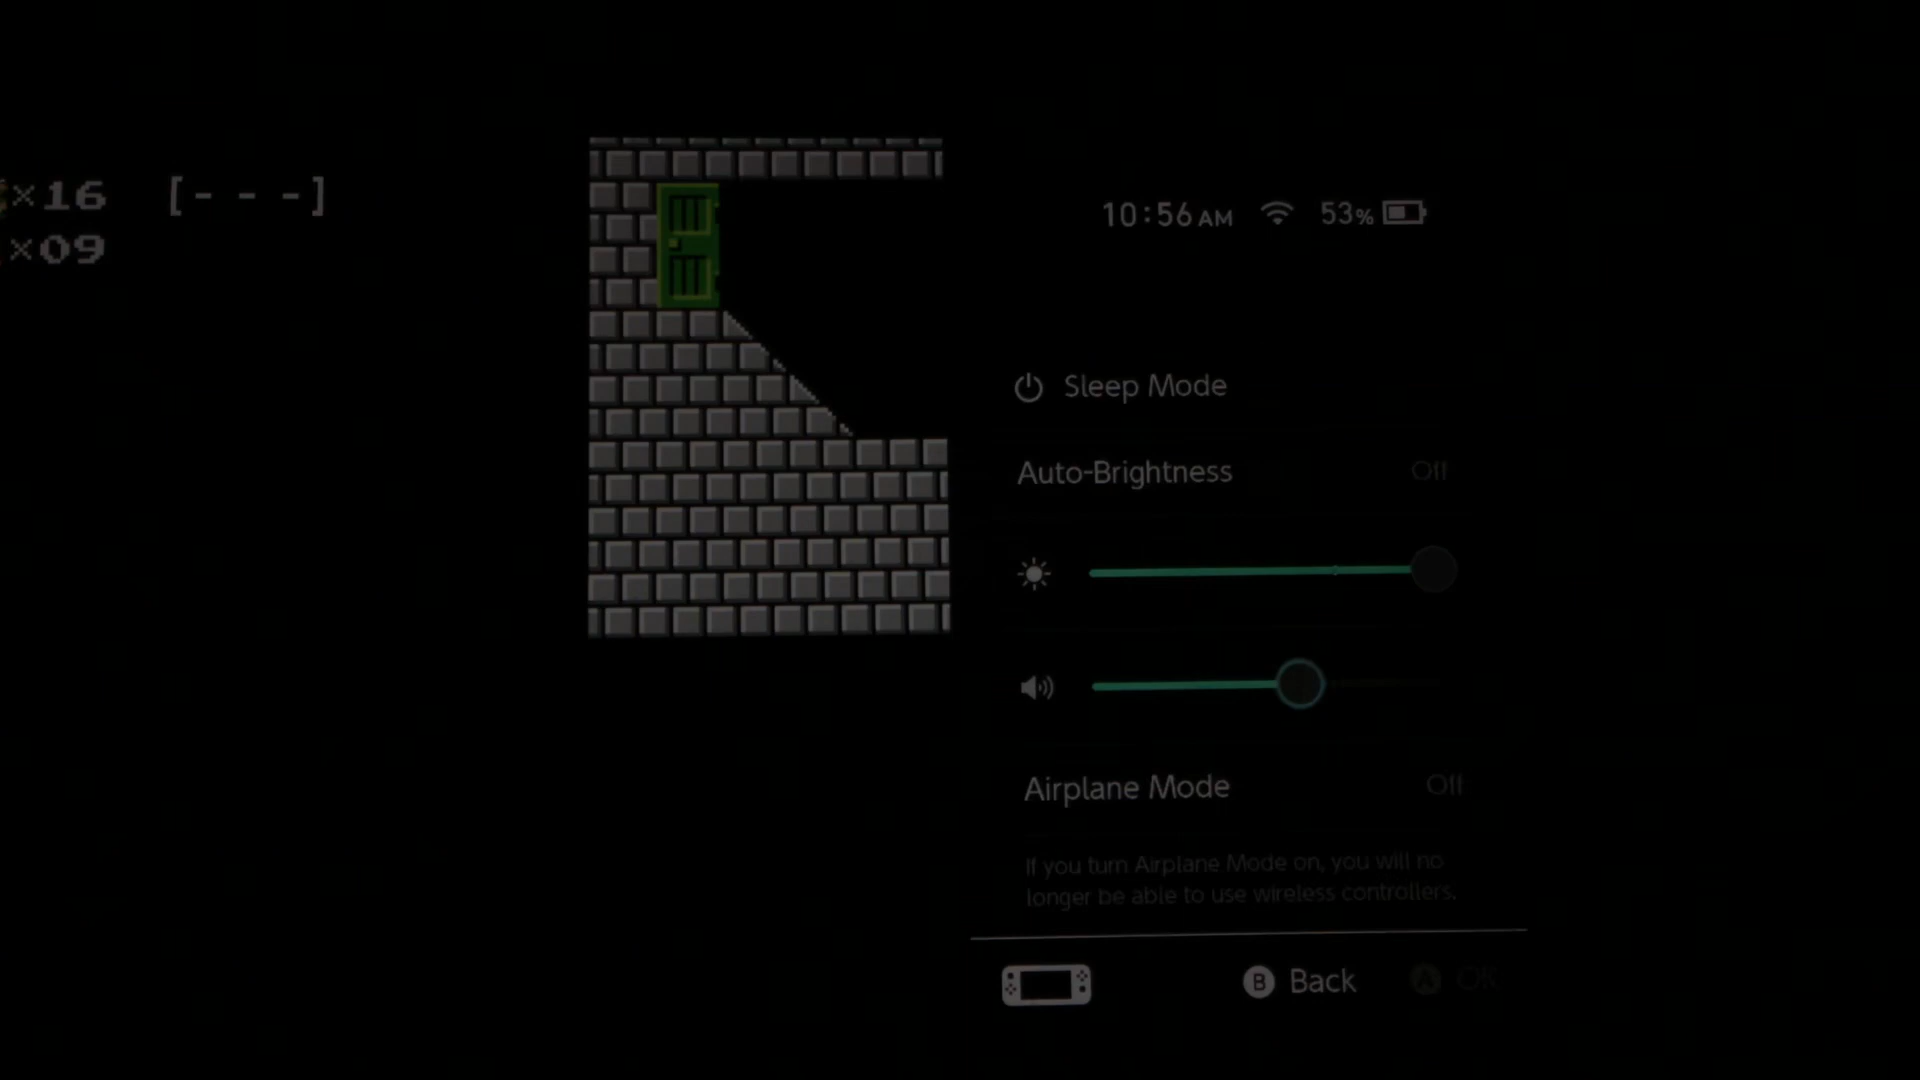 ×16 [- - -]
×09
10:56 AM 53%
Sleep Mode
Auto-Brightness Off
Airplane Mode Off
If you turn Airplane Mode on, you will no
longer be able to use wireless controllers.
B Back A OK